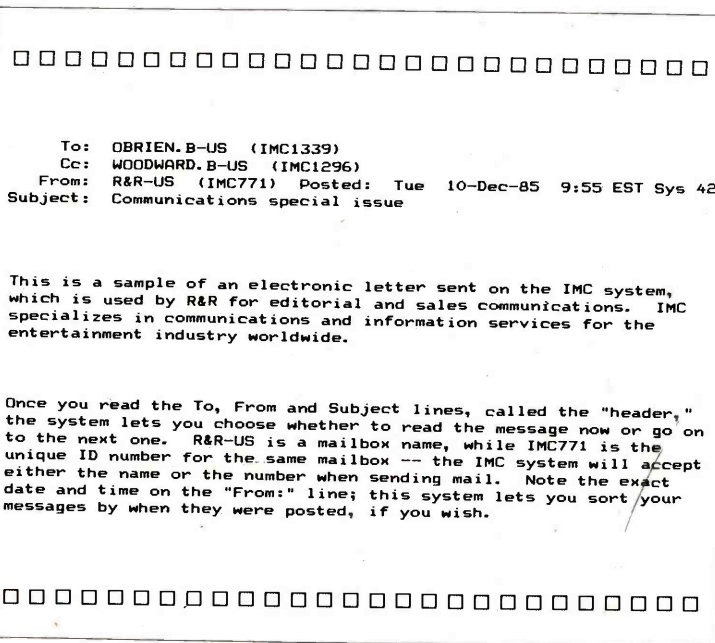 To: OBRIEN.B-US (IMC1339)
Cc: WOODWARD.B-US (IMC1296)
From: R&R-US (IMC771) Posted: Tue 10-Dec-85 9:55 EST Sys 42
Subject: Communications special issue
This is a sample of an electronic letter sent on the IMC system,
which is used by R&R for editorial and sales communications. IMC
specializes in communications and information services for the
entertainment industry worldwide.
Once you read the To, From and Subject lines, called the "header,"
the system lets you choose whether to read the message now or go on
to the next one. R&R-US is a mailbox name, while IMC771 is the
unique ID number for the same mailbox -- the IMC system will accept
either the name or the number when sending mail. Note the exact
date and time on the "From:" line; this system lets you sort your
messages by when they were posted, if you wish.